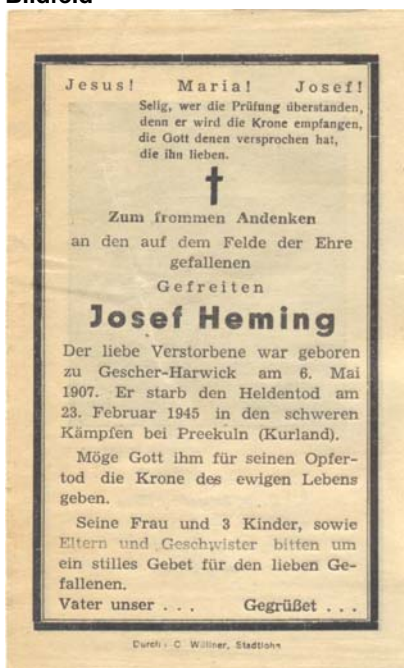 Bildfeld
Jesus! Maria! Josef!
Selig, wer die Prüfung überstanden,
denn er wird die Krone empfangen,
die Gott denen versprochen hat,
die ihn lieben.
Zum frommen Andenken
an den auf dem Felde der Ehre
gefallenen
Gefreiten
Josef Heming
Der liebe Verstorbene war geboren
zu Gescher-Harwick am 6. Mai
1907. Er starb den Heldentod am
23. Februar 1945 in den schweren
Kämpfen bei Preekuln (Kurland).
Möge Gott ihm für seinen Opfer-
tod die Krone des ewigen Lebens
geben.
Seine Frau und 3 Kinder, sowie
Eltern und Geschwister bitten um
ein stilles Gebet für den lieben Ge-
fallenen.
Vater unser . . . Gegrüßet . . .
Durch: C. Wüllner, Stadtlohn